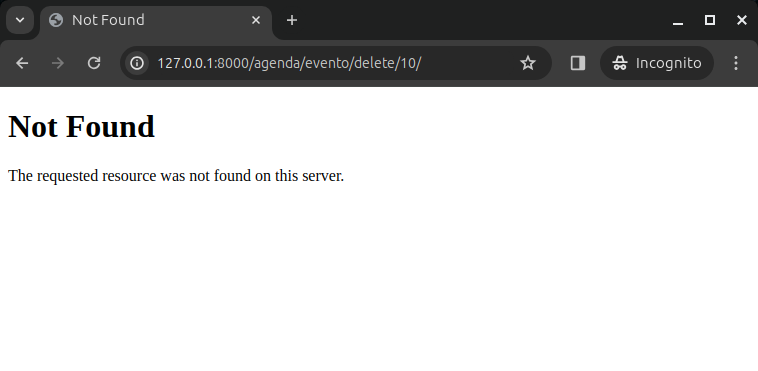 Not Found
127.0.0.1:8000/agenda/evento/delete/10/
Incognito
Not Found
The requested resource was not found on this server.